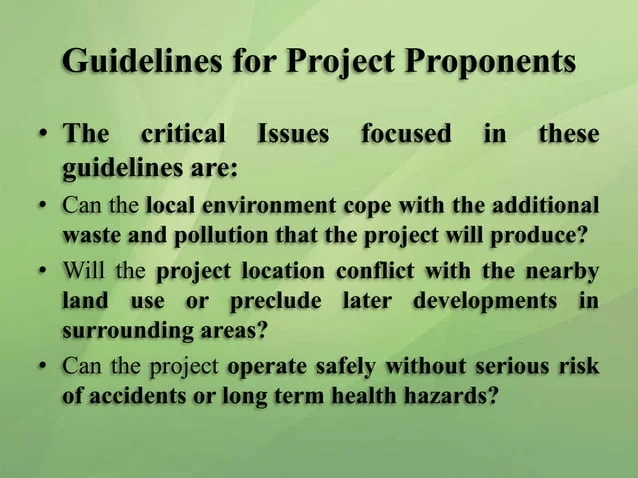 Guidelines for Project Proponents
• The critical Issues focused in these
guidelines are:
• Can the local environment cope with the additional
waste and pollution that the project will produce?
• Will the project location conflict with the nearby
land use or preclude later developments in
surrounding areas?
• Can the project operate safely without serious risk
of accidents or long term health hazards?